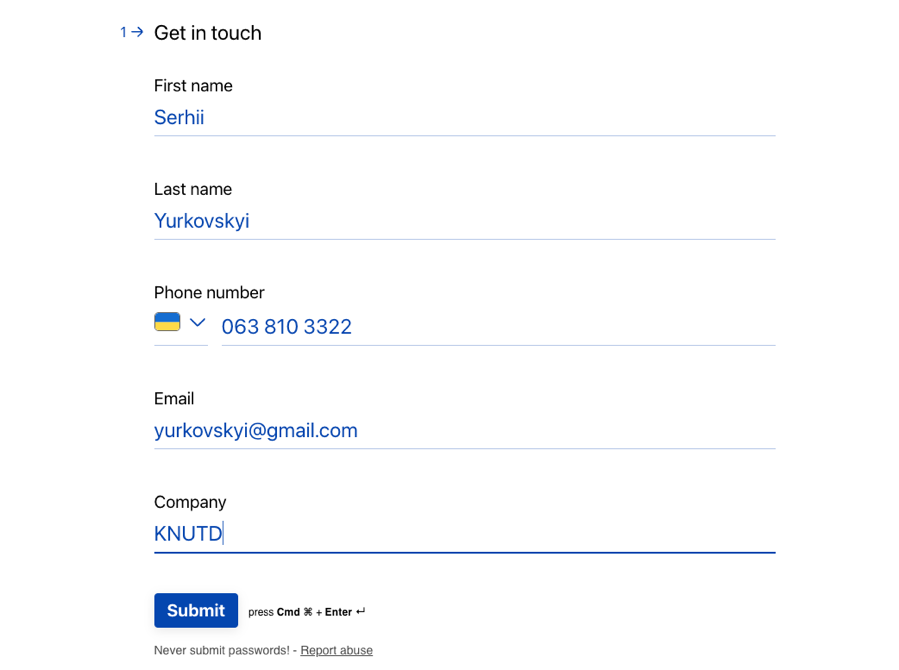 1→ Get in touch
First name
Serhii
Last name
Yurkovskyi
Phone number
063 810 3322
Email
yurkovskyi@gmail.com
Company
KNUTD
Submit press Cmd ⌘ + Enter ↵
Never submit passwords! - Report abuse